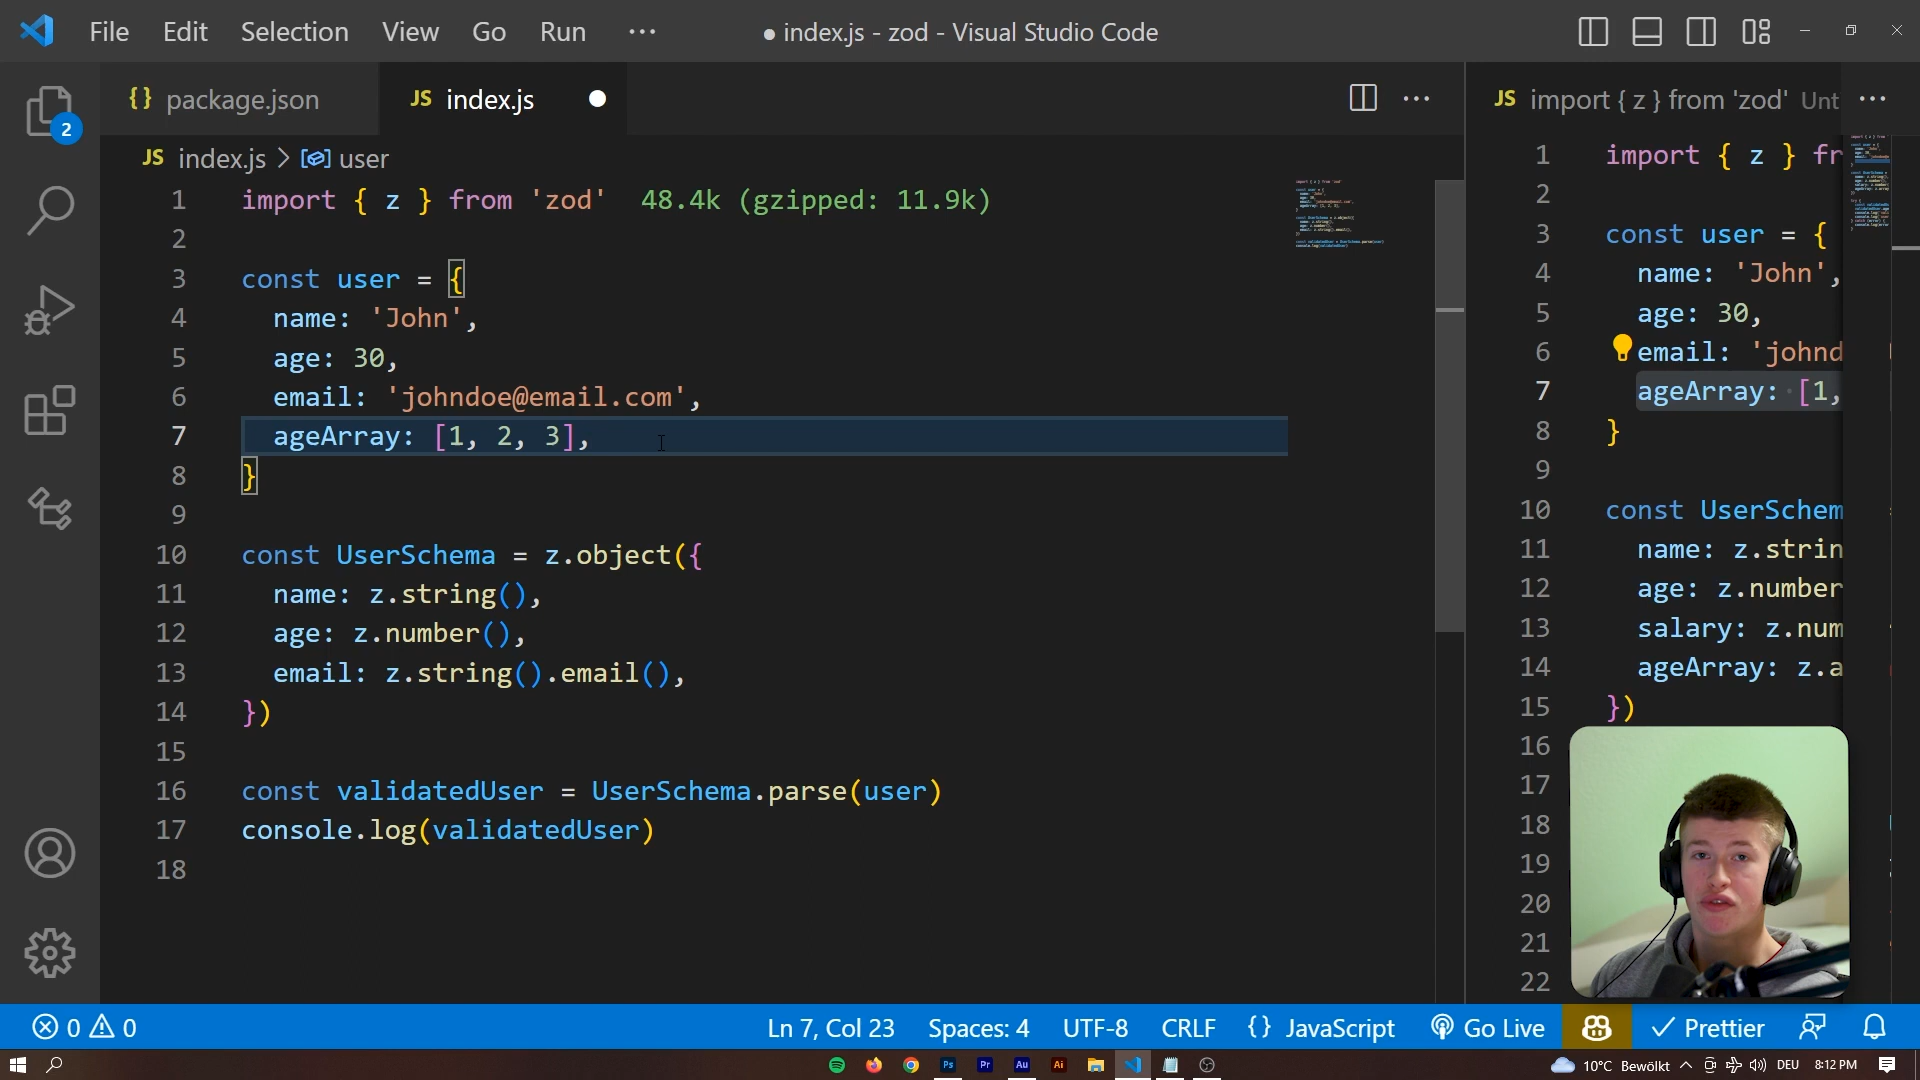 File Edit Selection View Go Run ···
● index.js - zod - Visual Studio Code
{} package.json
JS index.js
JS import { z } from 'zod' Unt
2
JS index.js > user
1 import { z } from 'zod' 48.4k (gzipped: 11.9k)
2
3 const user = {
4 name: 'John',
5 age: 30,
6 email: 'johndoe@email.com',
7 ageArray: [1, 2, 3],
8 }
9
10 const UserSchema = z.object({
11 name: z.string(),
12 age: z.number(),
13 email: z.string().email(),
14 })
15
16 const validatedUser = UserSchema.parse(user)
17 console.log(validatedUser)
18
1 import { z } fr
2
3 const user = {
4 name: 'John',
5 age: 30,
6 email: 'johnd
7 ageArray: [1,
8 }
9
10 const UserSchem
11 name: z.strin
12 age: z.number
13 salary: z.num
14 ageArray: z.a
15 })
16
17
18
19
20
21
22
0 0
Ln 7, Col 23 Spaces: 4 UTF-8 CRLF {} JavaScript Go Live Prettier
Ps Pr Au Ai
10°C Bewölkt DEU 8:12 PM